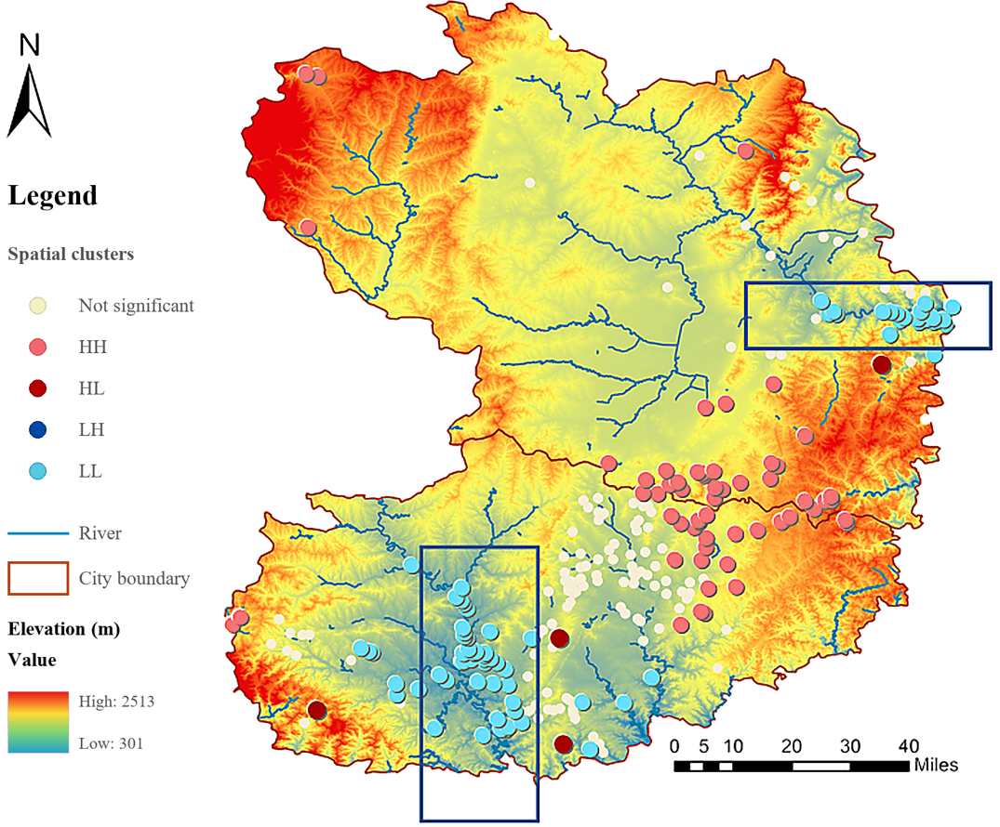 N
Legend
Spatial clusters
Not significant
HH
HL
LH
LL
River
City boundary
Elevation (m)
Value
High: 2513
Low: 301
0 5 10 20 30 40
Miles